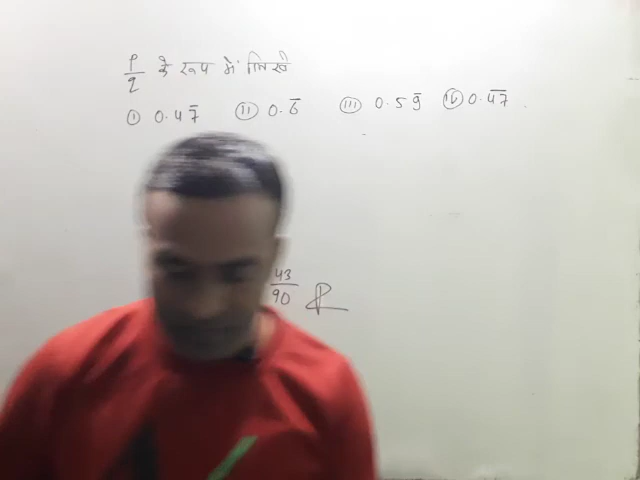 p/q के रूप में लिखें
(i) 0.47̅ (ii) 0.6̅ (iii) 0.59̅ (iv) 0.4̅7̅
43/90